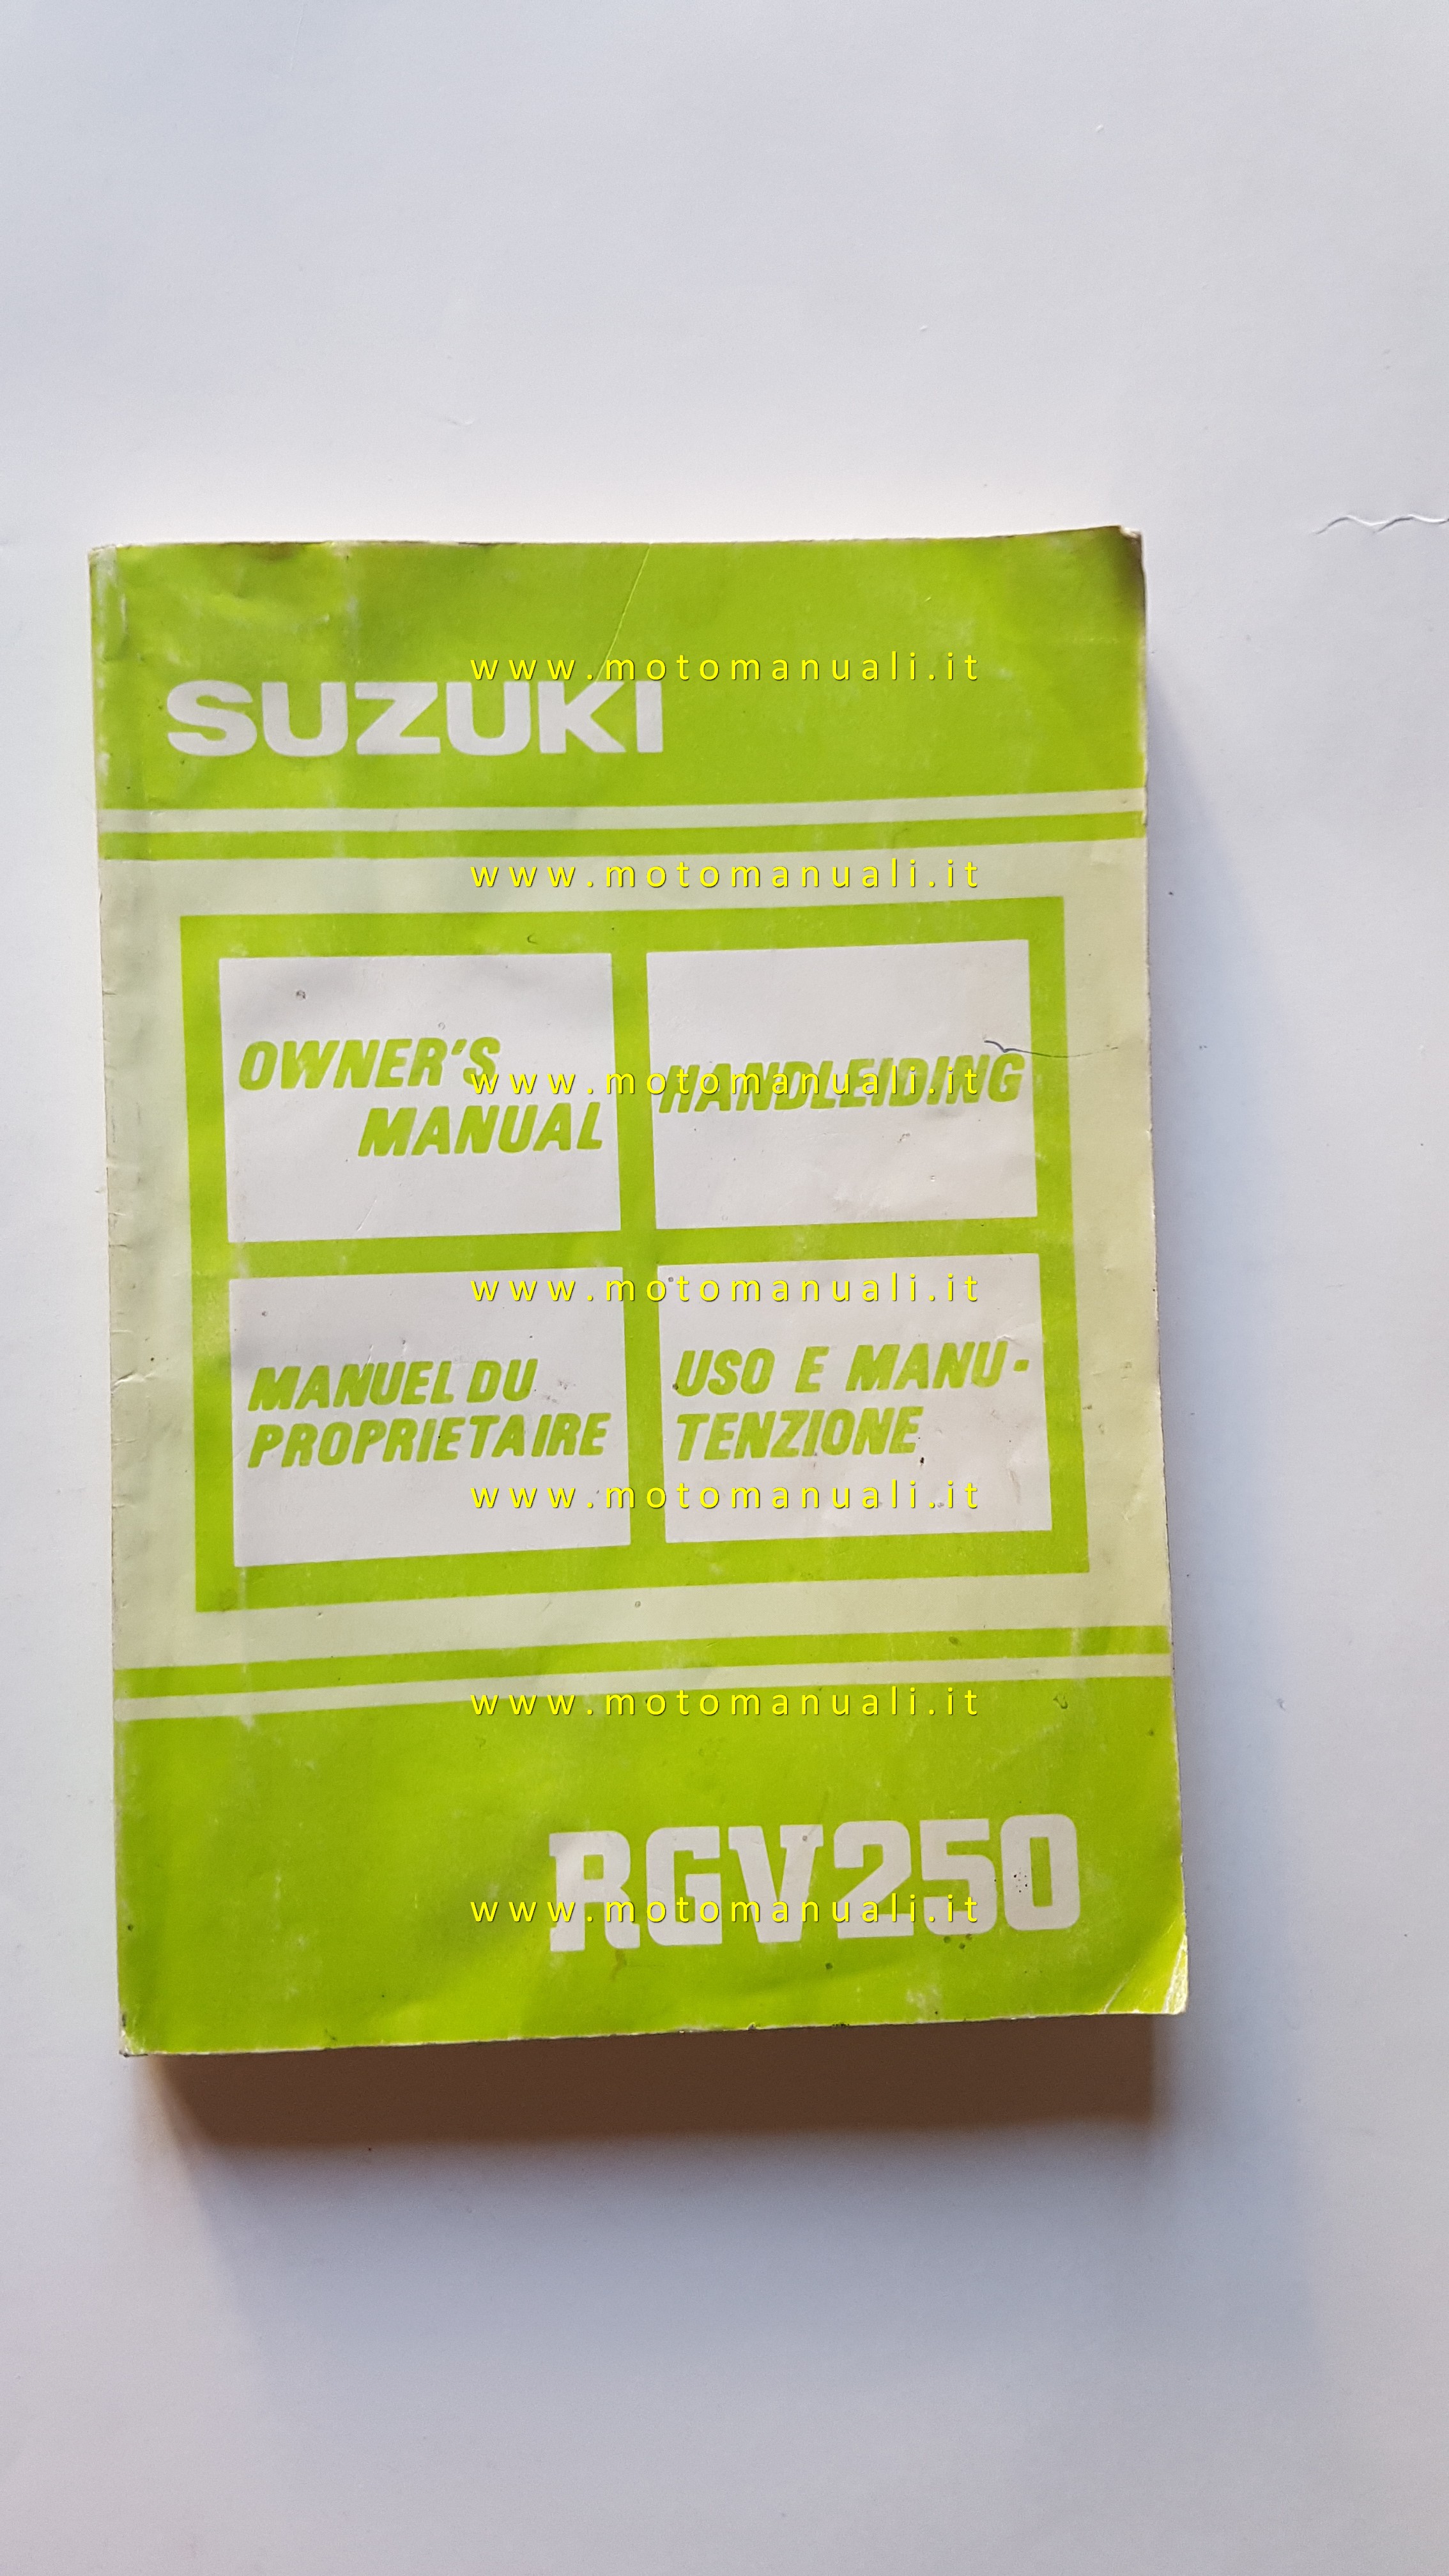 www.motomanuali.it
SUZUKI
www.motomanuali.it
OWNER'S
MANUAL
HANDLEIDING
www.motomanuali.it
www.motomanuali.it
MANUEL DU
PROPRIETAIRE
USO E MANU-
TENZIONE
www.motomanuali.it
www.motomanuali.it
RGV250
www.motomanuali.it